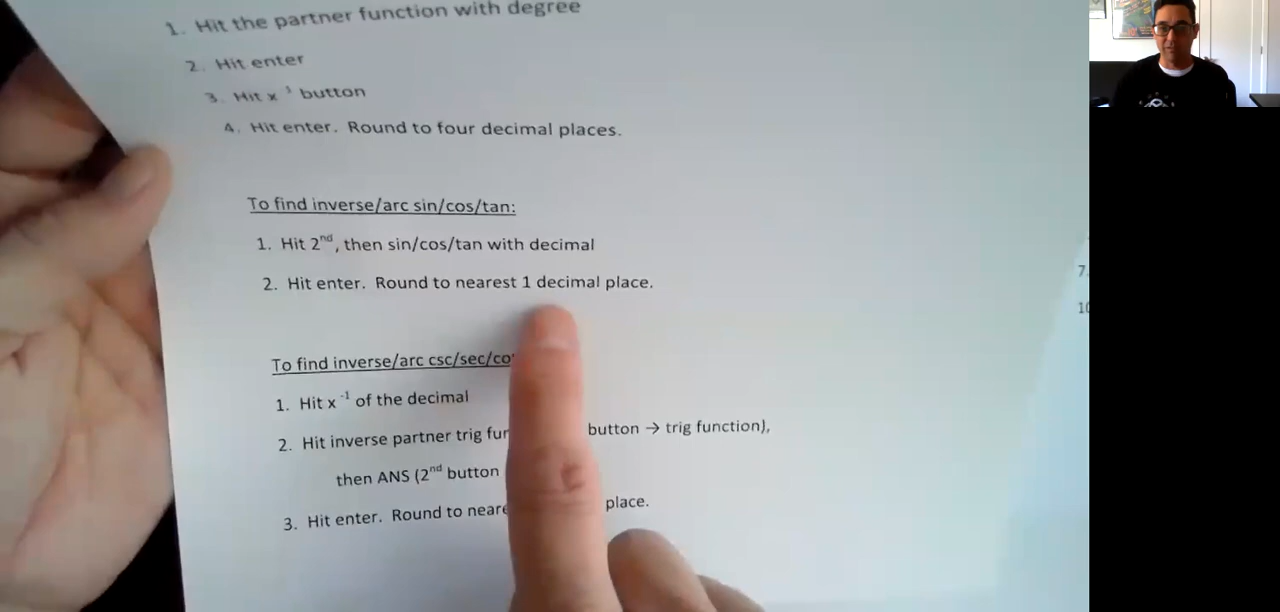 1. Hit the partner function with degree
2. Hit enter
3. Hit x⁻¹ button
4. Hit enter. Round to four decimal places.
To find inverse/arc sin/cos/tan:
1. Hit 2ⁿᵈ, then sin/cos/tan with decimal
2. Hit enter. Round to nearest 1 decimal place.
7.
10
To find inverse/arc csc/sec/co
1. Hit x⁻¹ of the decimal
2. Hit inverse partner trig button → trig function),
then ANS (2ⁿᵈ button
3. Hit enter. Round to place.